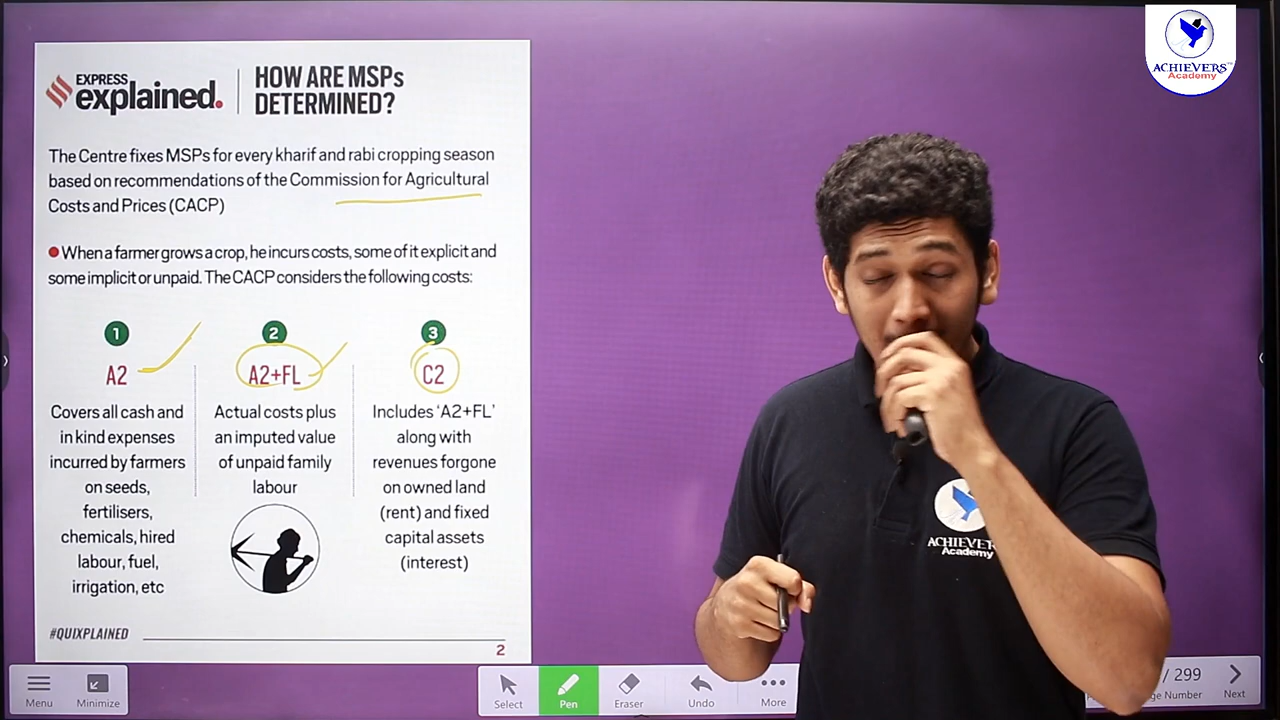 EXPRESS
explained.
HOW ARE MSPs
DETERMINED?
The Centre fixes MSPs for every kharif and rabi cropping season
based on recommendations of the Commission for Agricultural
Costs and Prices (CACP)
When a farmer grows a crop, he incurs costs, some of it explicit and
some implicit or unpaid. The CACP considers the following costs:
1
A2
Covers all cash and
in kind expenses
incurred by farmers
on seeds,
fertilisers,
chemicals, hired
labour, fuel,
irrigation, etc
2
A2+FL
Actual costs plus
an imputed value
of unpaid family
labour
3
C2
Includes ‘A2+FL’
along with
revenues forgone
on owned land
(rent) and fixed
capital assets
(interest)
#QUIXPLAINED
2
ACHIEVERS™
Academy
ACHIEVERS
Academy
Menu
Minimize
Select
Pen
Eraser
Undo
More
/ 299
Number
Next